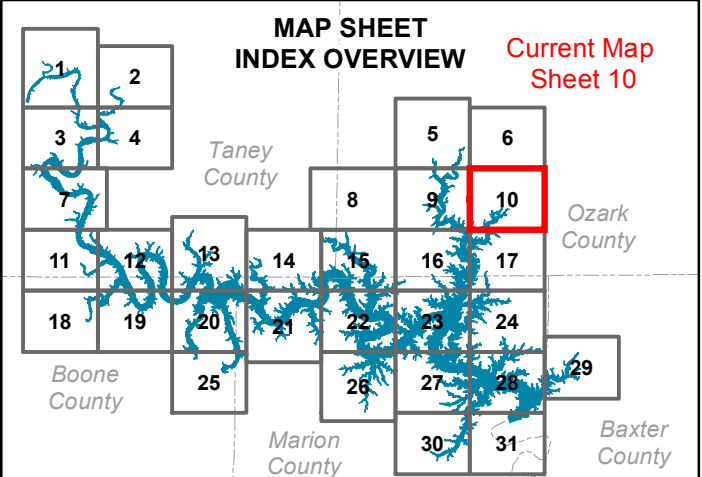 MAP SHEET
INDEX OVERVIEW
Current Map
Sheet 10
1
2
3
4
5
6
Taney
County
7
8
9
10
Ozark
County
11
12
13
14
15
16
17
18
19
20
21
22
23
24
Boone
County
25
26
27
28
29
Marion
County
30
31
Baxter
County